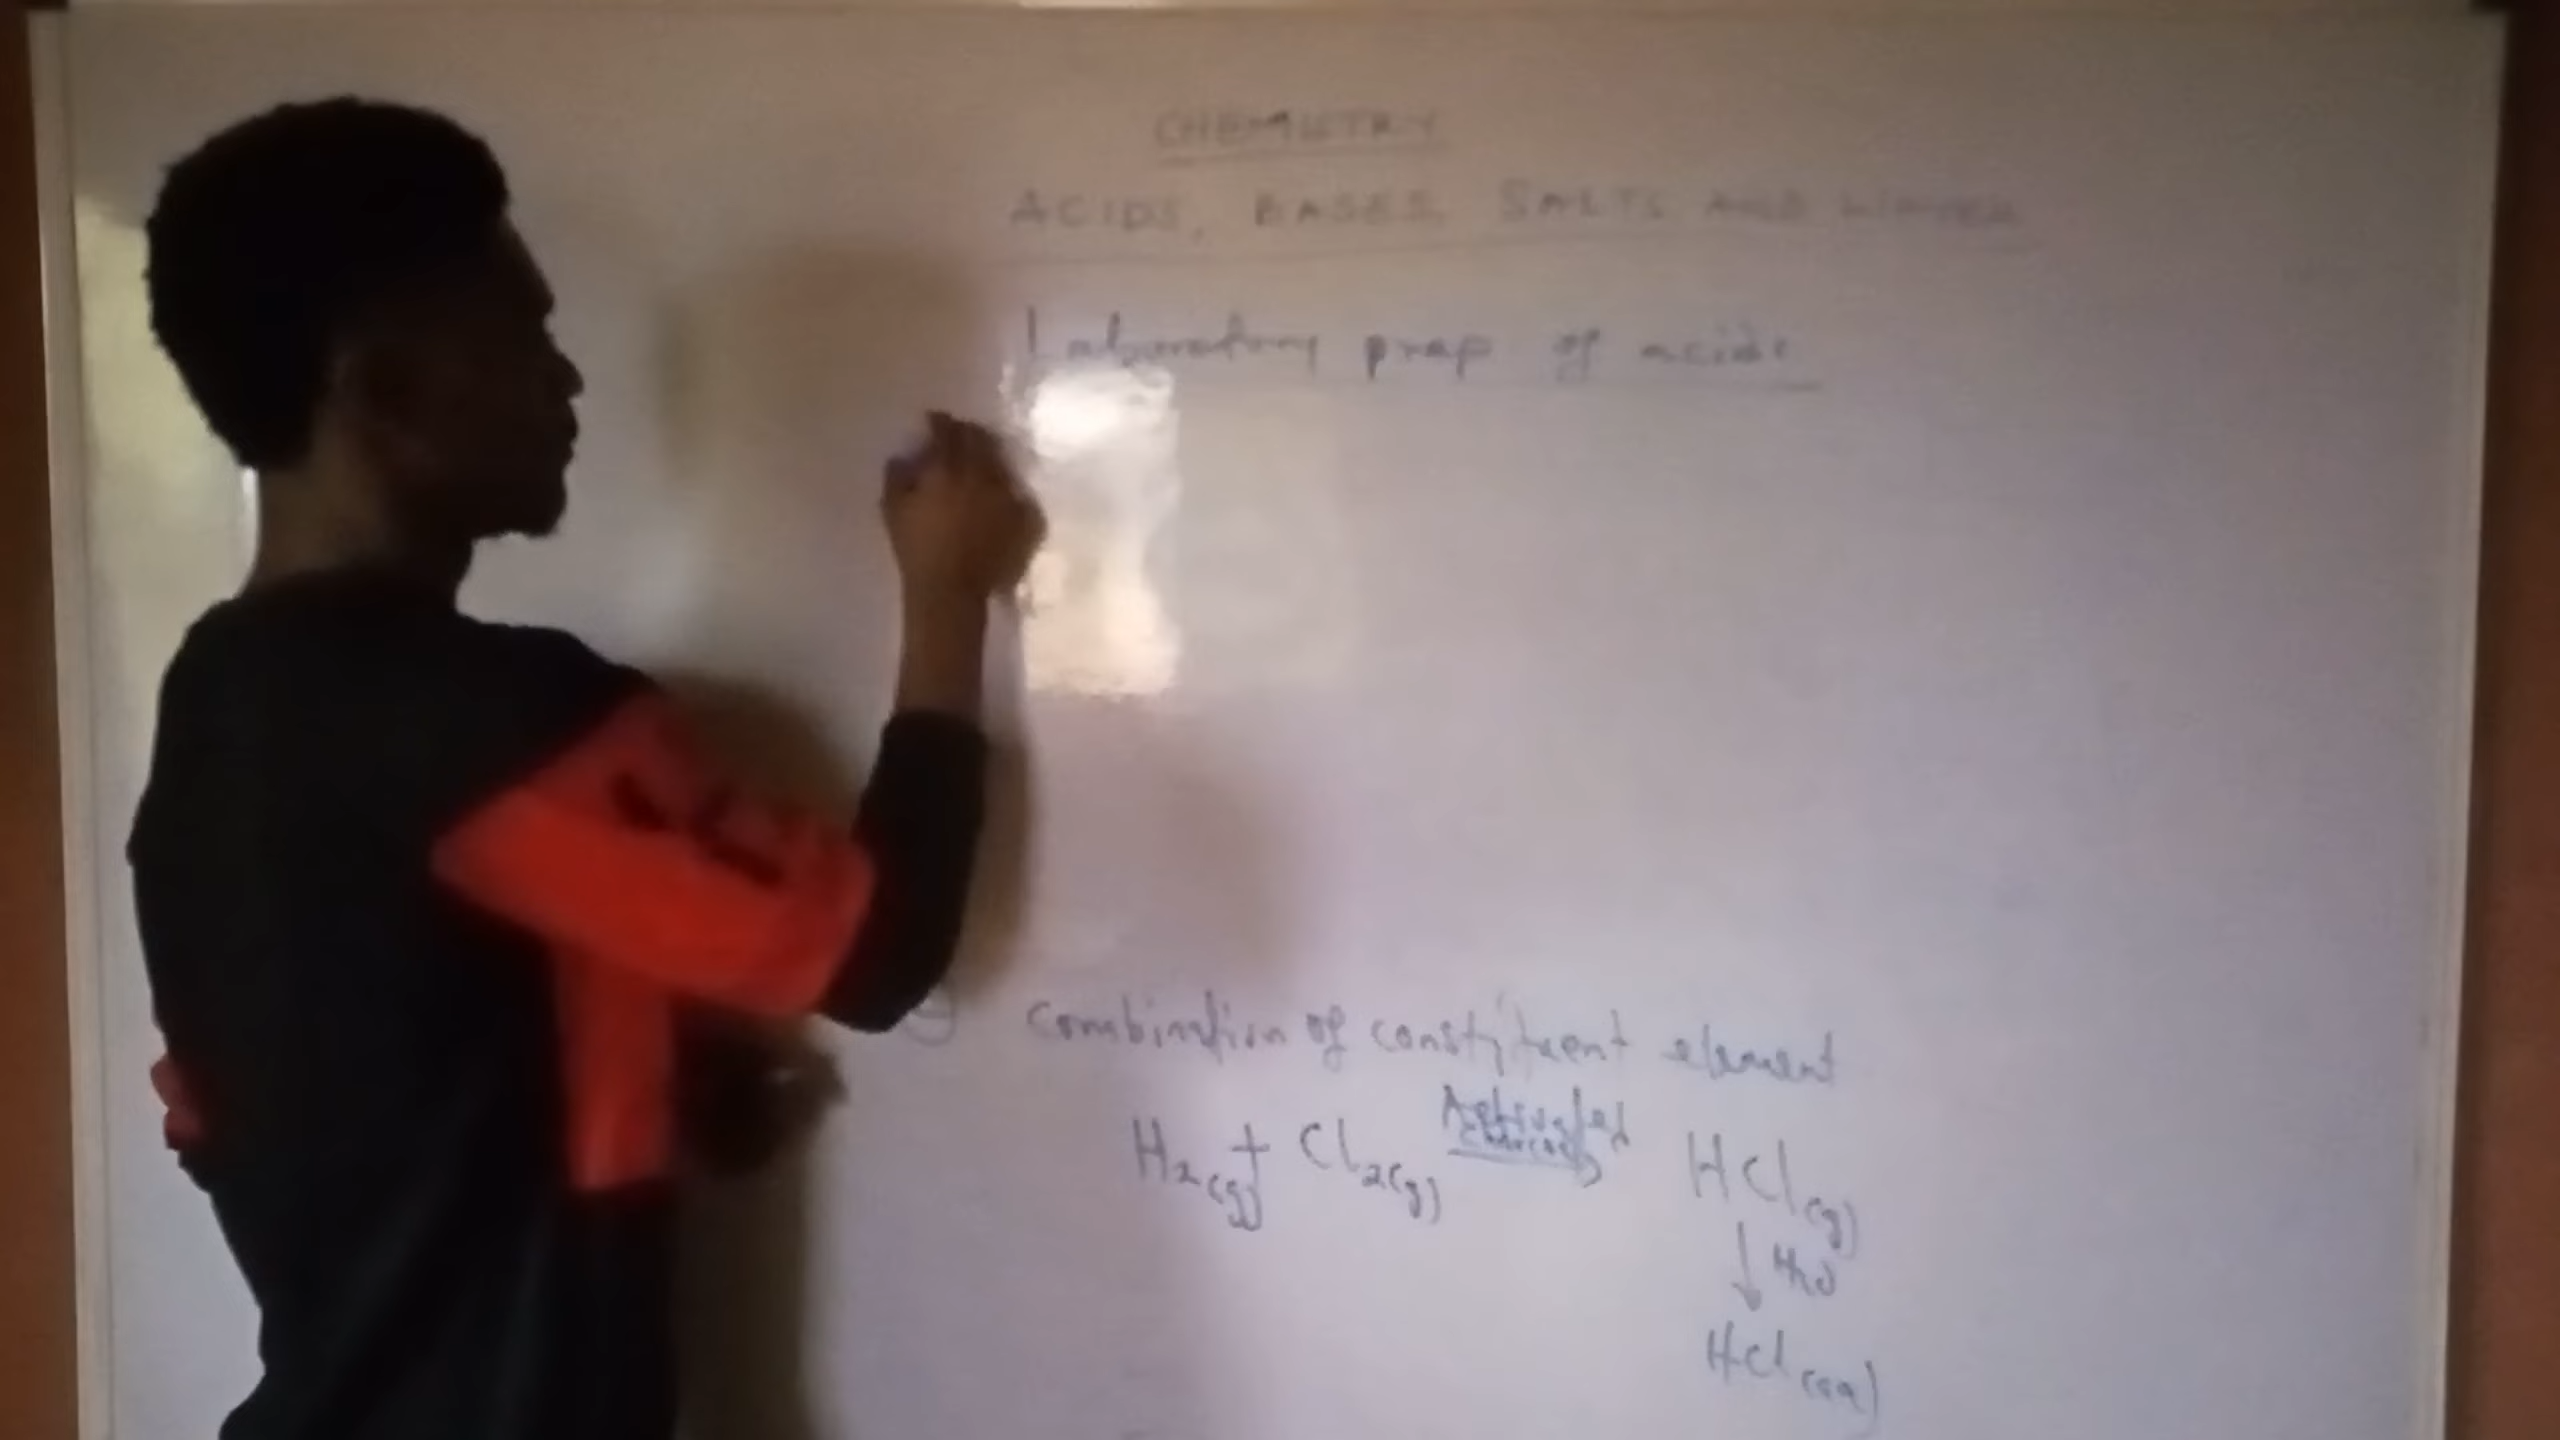 CHEMISTRY
ACIDS, BASES, SALTS AND
Laboratory prep of acids
Combination of constituent element
H2(g) + Cl2(g) Activated Charcoal → HCl(g)
↓ H2O
HCl(aq)